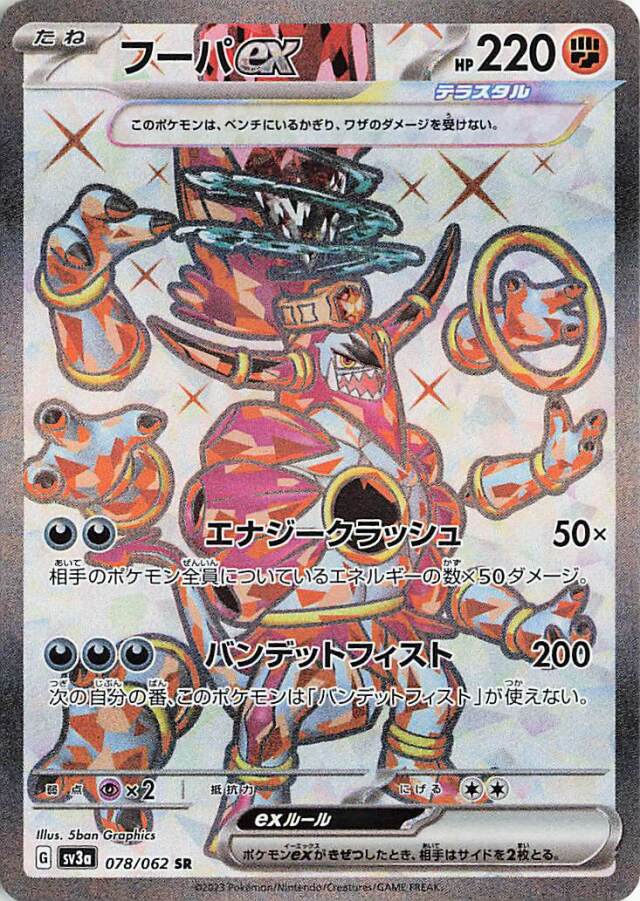 たね
フーパex
HP 220
テラスタル
このポケモンは、ベンチにいるかぎり、ワザのダメージを受けない。
エナジークラッシュ 50×
相手のポケモン全員についているエネルギーの数×50ダメージ。
バンデットフィスト 200
次の自分の番、このポケモンは「バンデットフィスト」が使えない。
弱点 ×2 抵抗力 にげる
exルール
ポケモンexがきぜつしたとき、相手はサイドを2枚とる。
Illus. 5ban Graphics
G sv3a 078/062 SR
©2023 Pokémon/Nintendo/Creatures/GAME FREAK.